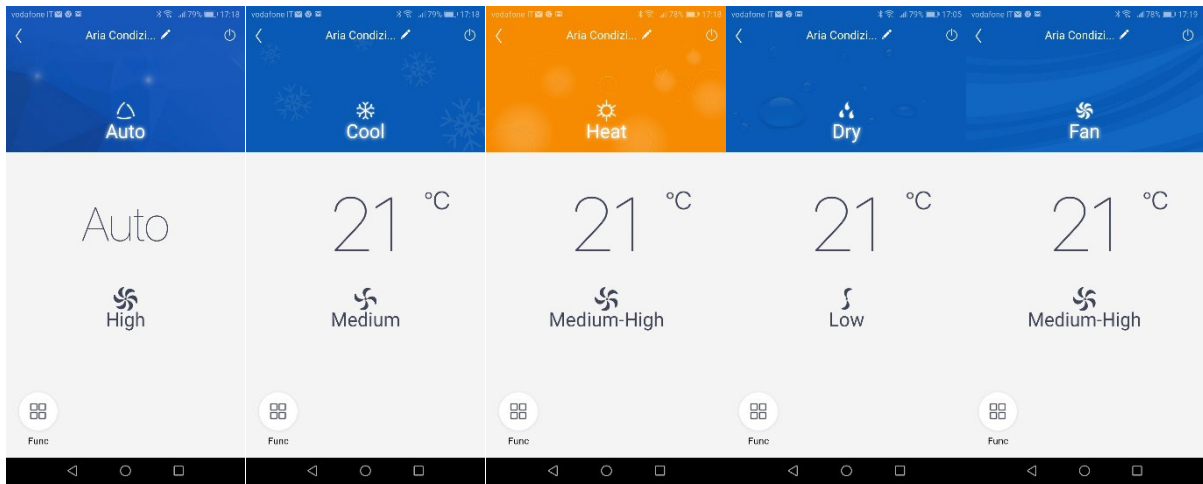 vodafone IT 79% 17:18
Aria Condizi...
Auto
Auto
High
Func
vodafone IT 79% 17:18
Aria Condizi...
Cool
21 °C
Medium
Func
vodafone IT 78% 17:18
Aria Condizi...
Heat
21 °C
Medium-High
Func
vodafone IT 79% 17:05
Aria Condizi...
Dry
21 °C
Low
Func
vodafone IT 78% 17:19
Aria Condizi...
Fan
21 °C
Medium-High
Func